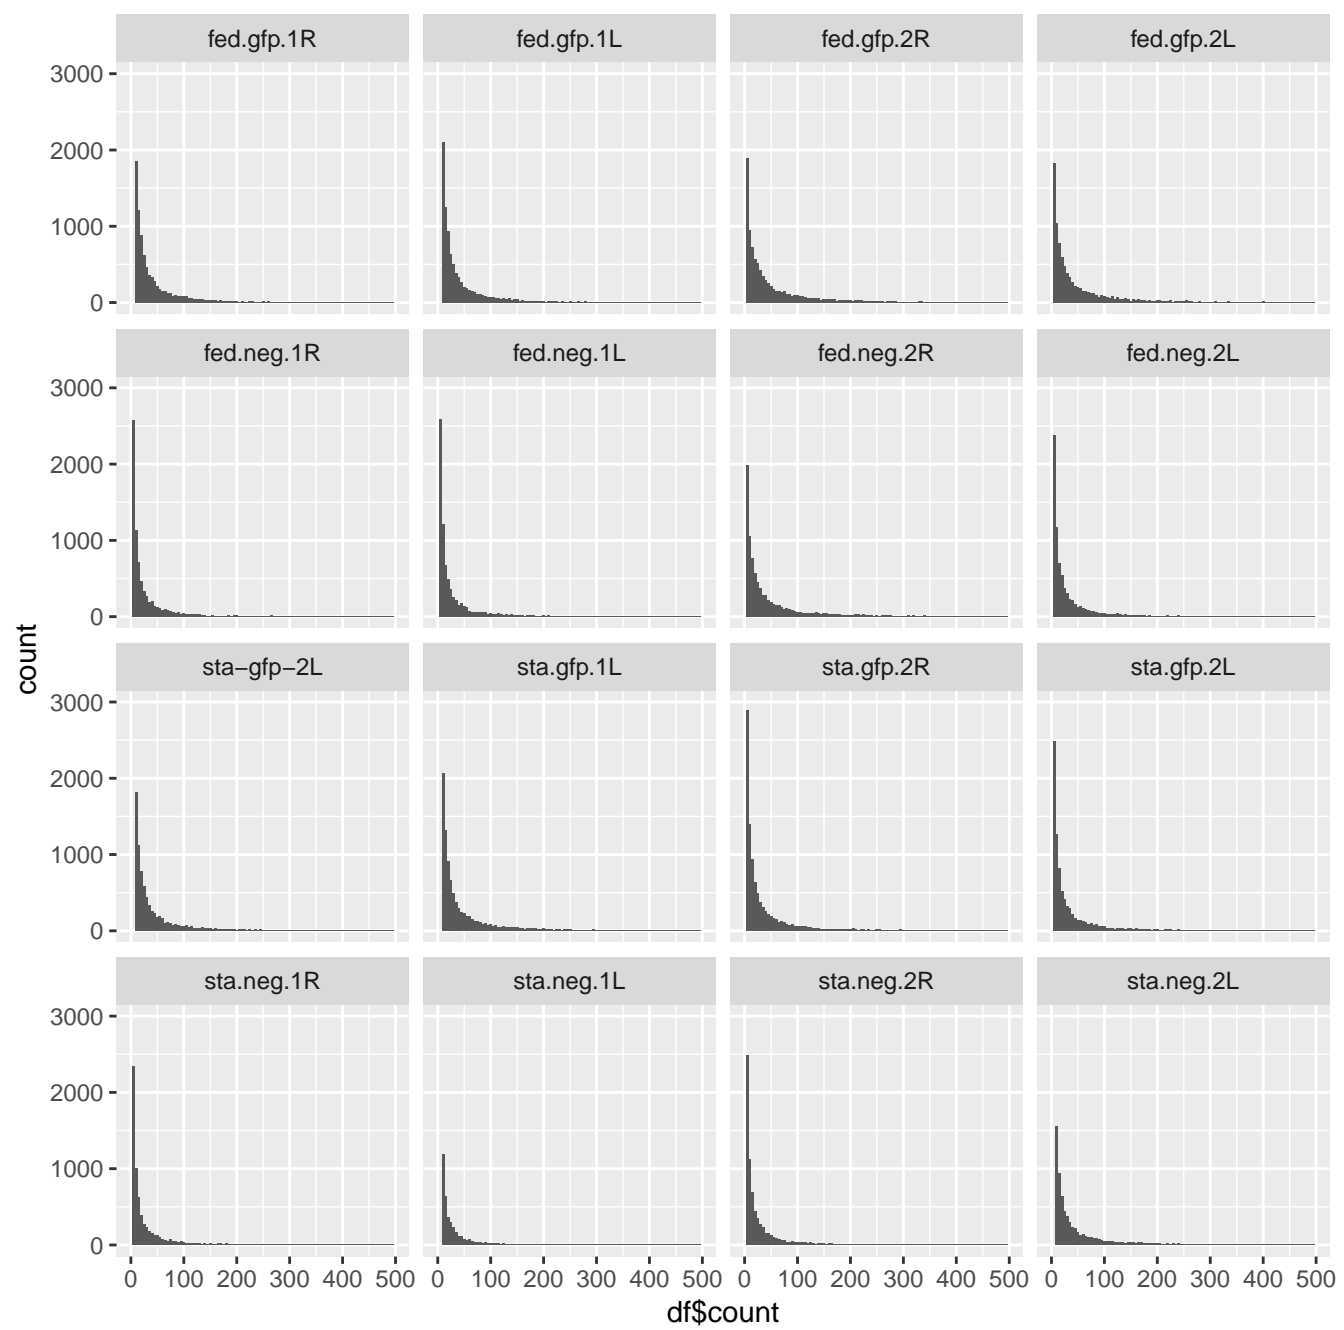 fed.gfp.1R fed.gfp.1L fed.gfp.2R fed.gfp.2L
3000
2000
1000
0
fed.neg.1R fed.neg.1L fed.neg.2R fed.neg.2L
3000
2000
1000
0
count
sta−gfp−2L sta.gfp.1L sta.gfp.2R sta.gfp.2L
3000
2000
1000
0
sta.neg.1R sta.neg.1L sta.neg.2R sta.neg.2L
3000
2000
1000
0
0 100 200 300 400 500 0 100 200 300 400 500 0 100 200 300 400 500 0 100 200 300 400 500
df$count